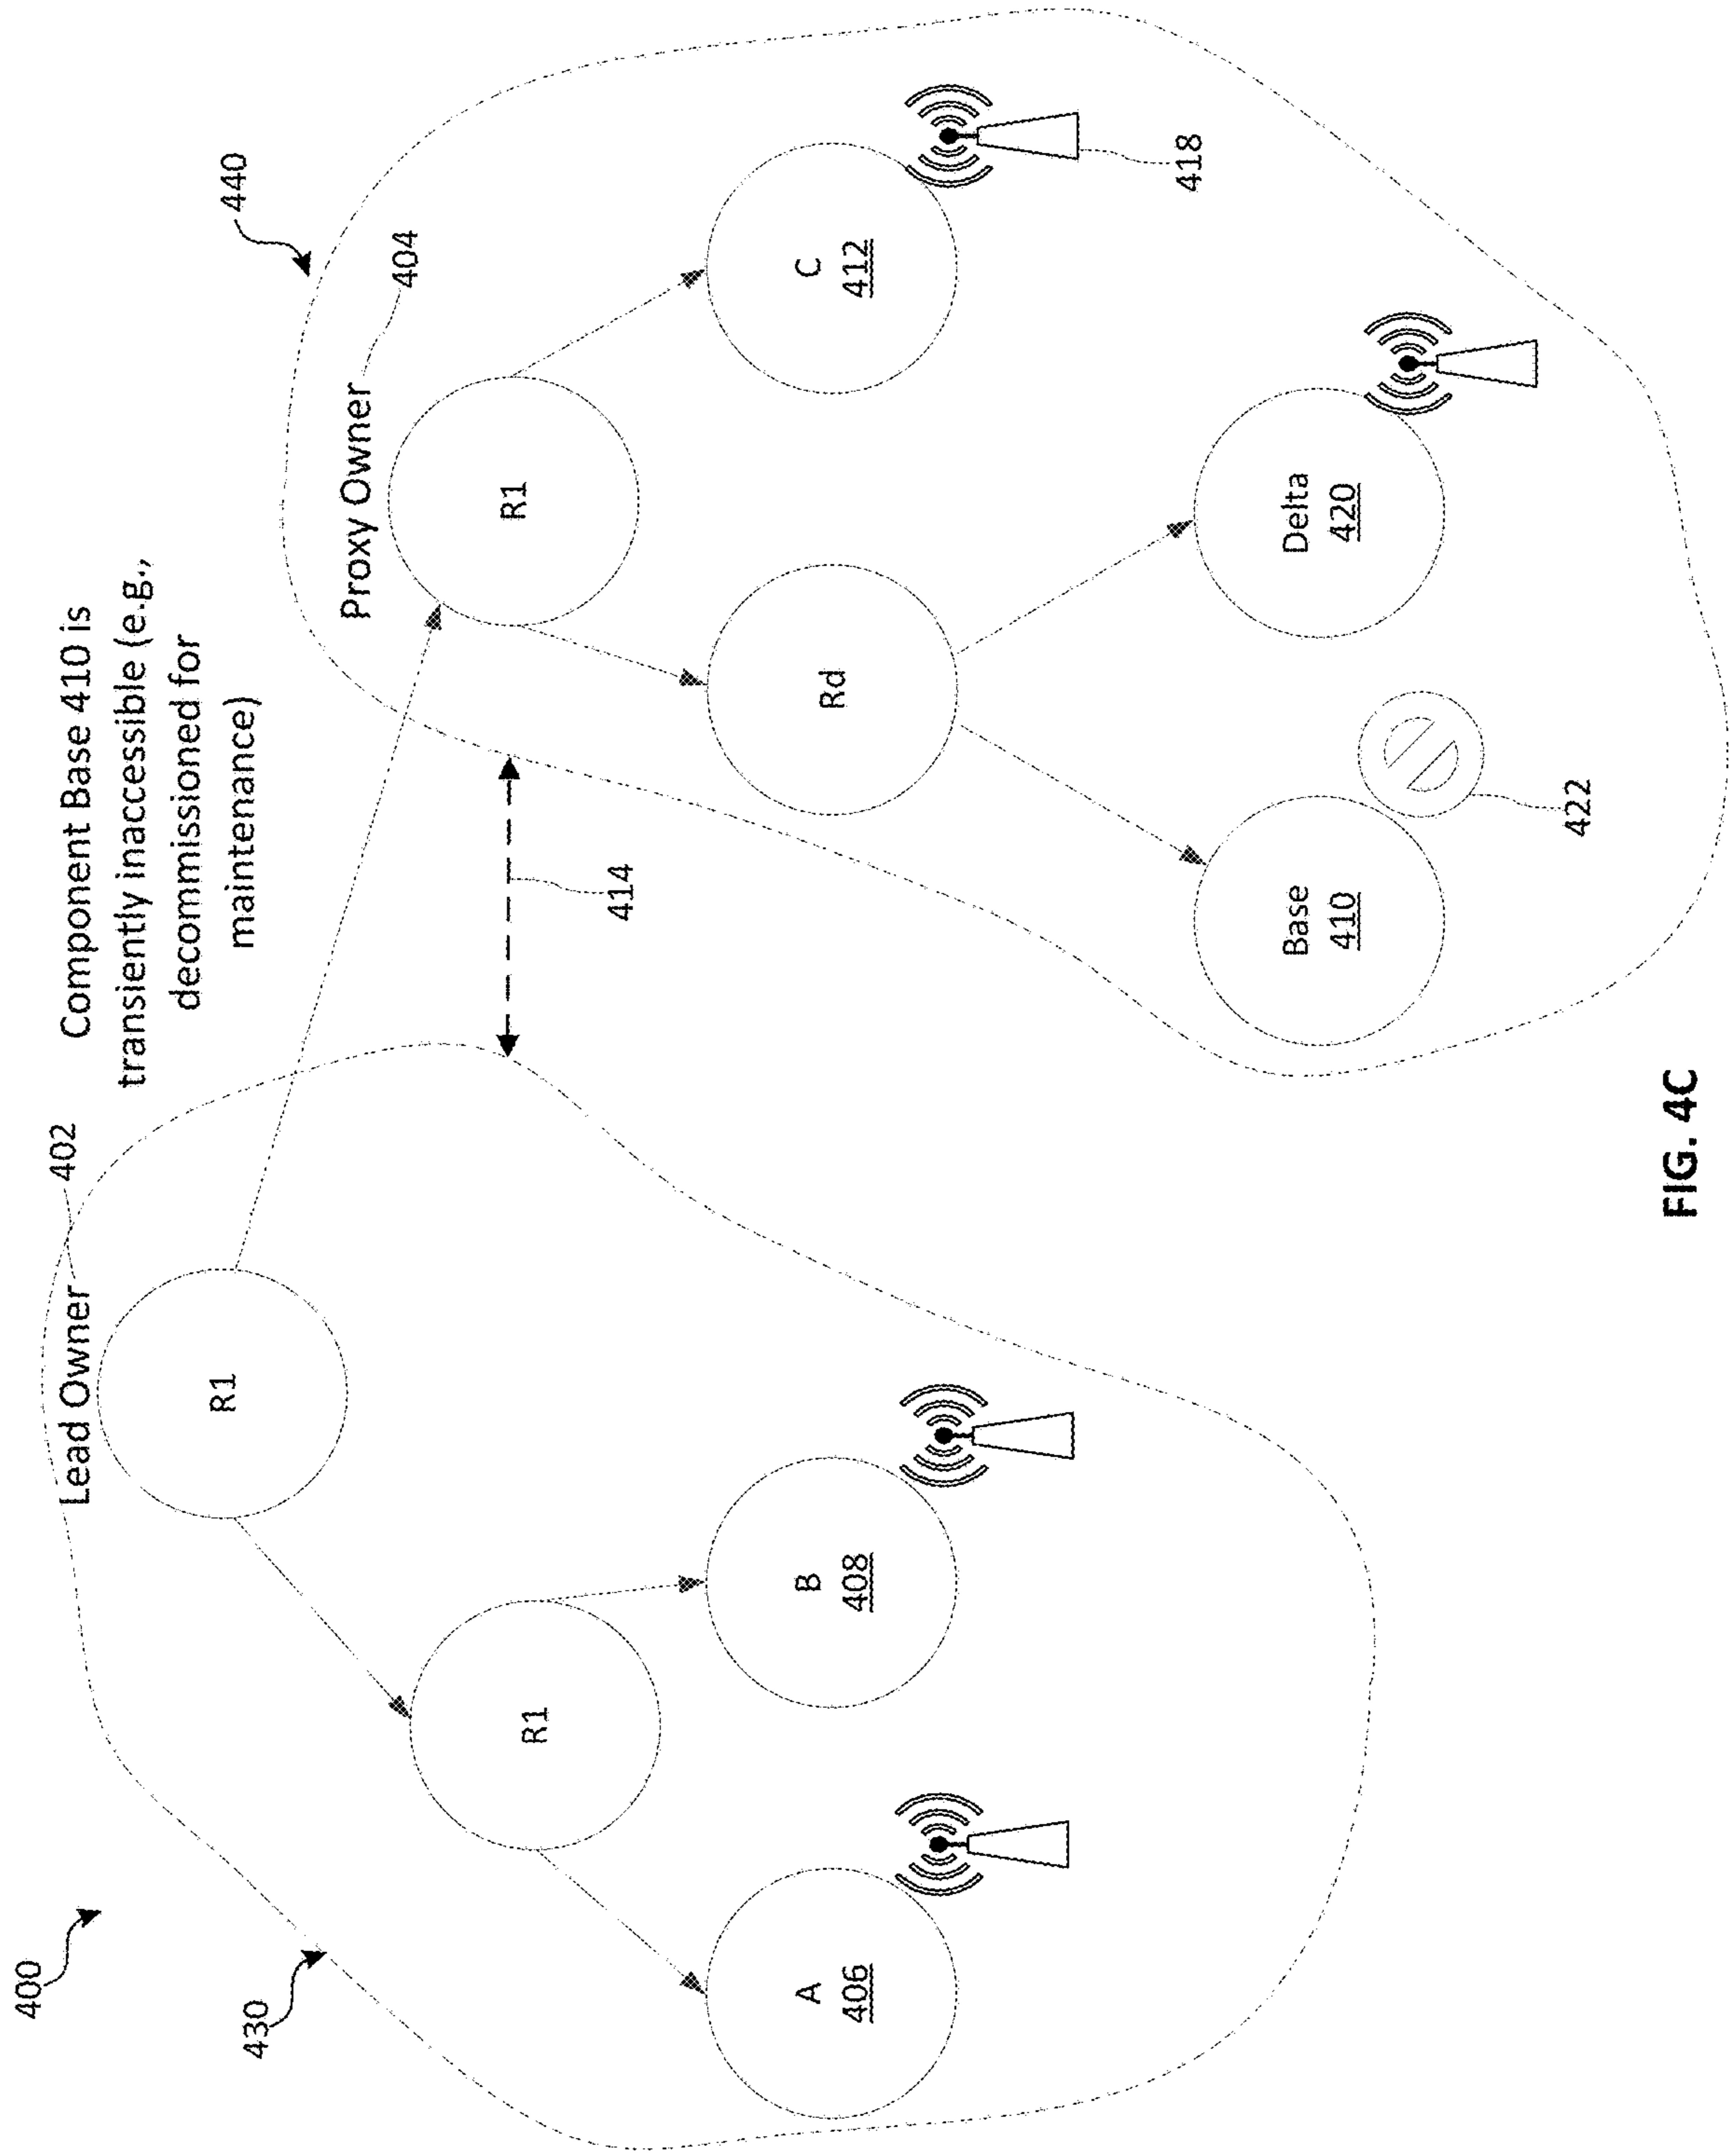 400
430
Lead Owner
402
R1
R1
A
406
B
408
Component Base 410 is
transiently inaccessible (e.g.,
decommissioned for
maintenance)
414
440
Proxy Owner
404
R1
C
412
418
Rd
Base
410
422
Delta
420
FIG. 4C